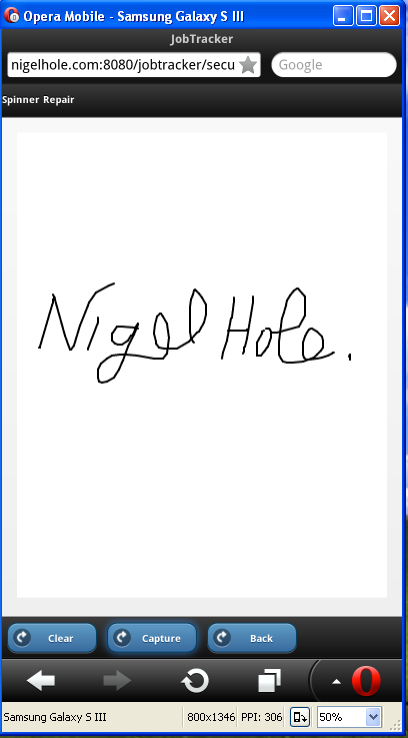 Opera Mobile - Samsung Galaxy S III
JobTracker
nigelhole.com:8080/jobtracker/secu
Google
Spinner Repair
Nigel Hole.
Clear
Capture
Back
Samsung Galaxy S III
800x1346
PPI: 306
50%